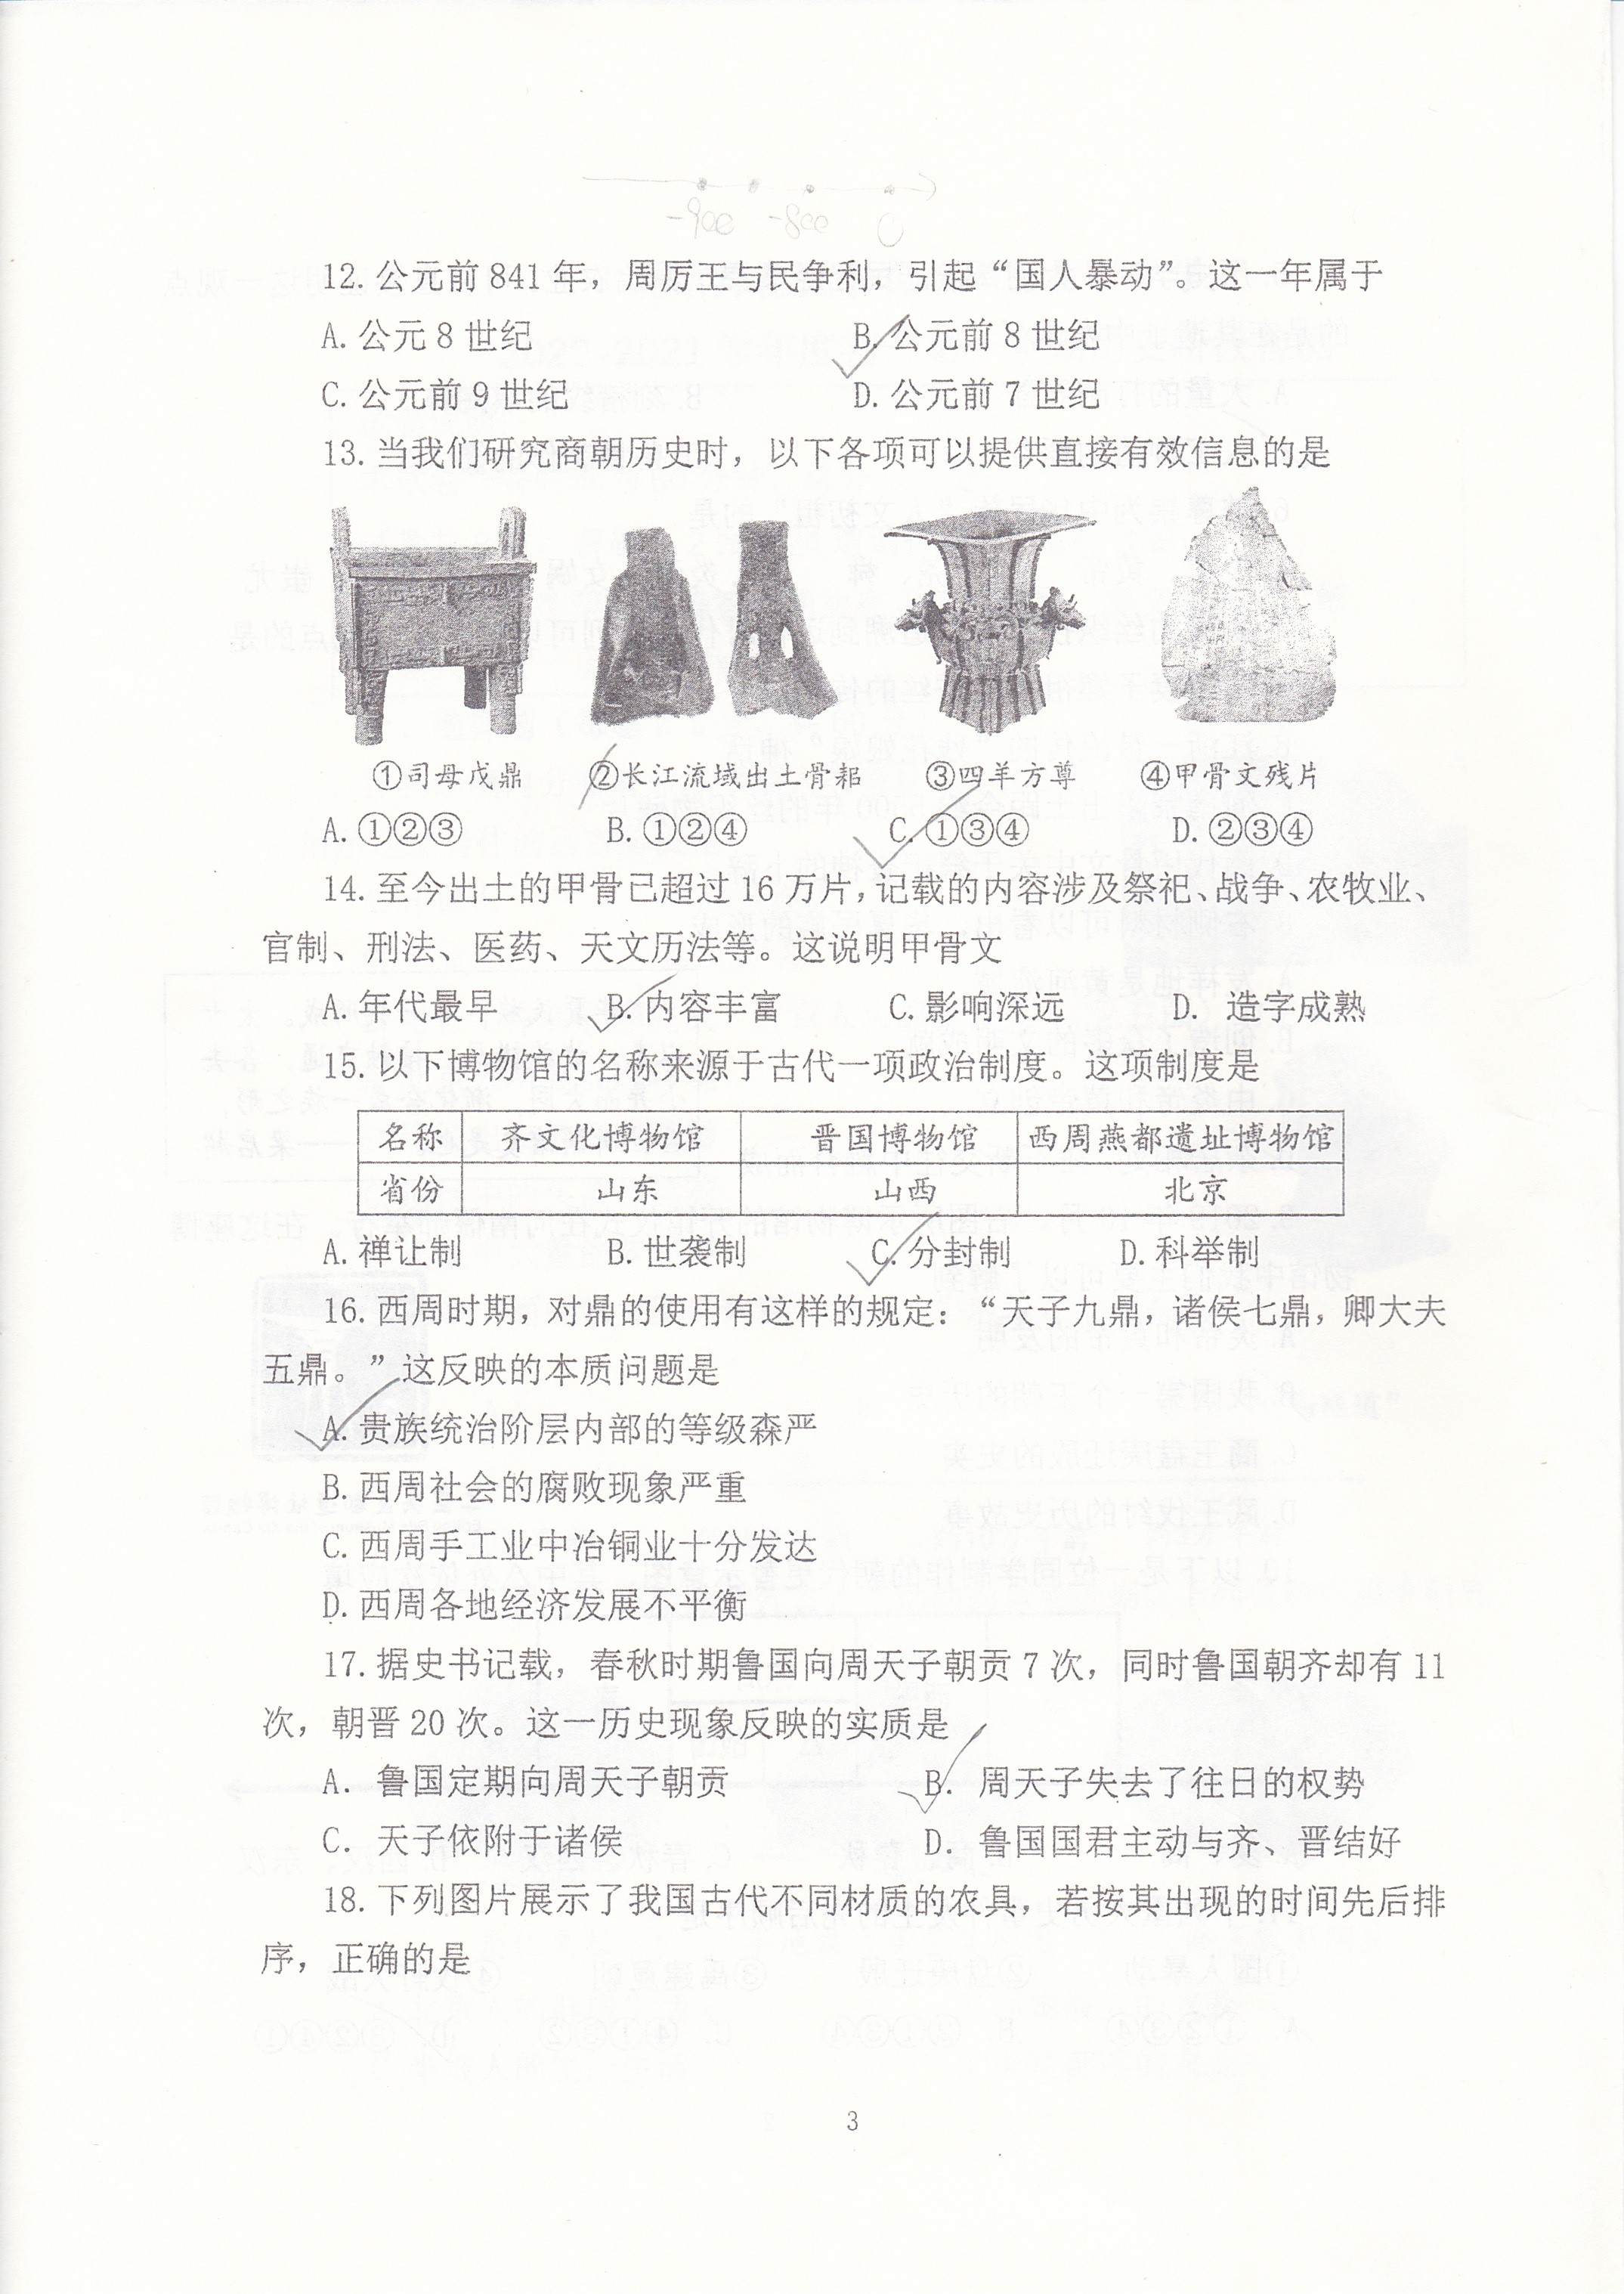 -900 -800 0
12. 公元前 841 年，周厉王与民争利，引起“国人暴动”。这一年属于
A. 公元 8 世纪 B. 公元前 8 世纪
C. 公元前 9 世纪 D. 公元前 7 世纪
13. 当我们研究商朝历史时，以下各项可以提供直接有效信息的是
①司母戊鼎 ②长江流域出土骨耜 ③四羊方尊 ④甲骨文残片
A. ①②③ B. ①②④ C. ①③④ D. ②③④
14. 至今出土的甲骨已超过 16 万片，记载的内容涉及祭祀、战争、农牧业、
官制、刑法、医药、天文历法等。这说明甲骨文
A. 年代最早 B. 内容丰富 C. 影响深远 D. 造字成熟
15. 以下博物馆的名称来源于古代一项政治制度。这项制度是
名称 齐文化博物馆 晋国博物馆 西周燕都遗址博物馆
省份 山东 山西 北京
A. 禅让制 B. 世袭制 C. 分封制 D. 科举制
16. 西周时期，对鼎的使用有这样的规定：“天子九鼎，诸侯七鼎，卿大夫
五鼎。”这反映的本质问题是
A. 贵族统治阶层内部的等级森严
B. 西周社会的腐败现象严重
C. 西周手工业中冶铜业十分发达
D. 西周各地经济发展不平衡
17. 据史书记载，春秋时期鲁国向周天子朝贡 7 次，同时鲁国朝齐却有 11
次，朝晋 20 次。这一历史现象反映的实质是
A. 鲁国定期向周天子朝贡 B. 周天子失去了往日的权势
C. 天子依附于诸侯 D. 鲁国国君主动与齐、晋结好
18. 下列图片展示了我国古代不同材质的农具，若按其出现的时间先后排
序，正确的是
3